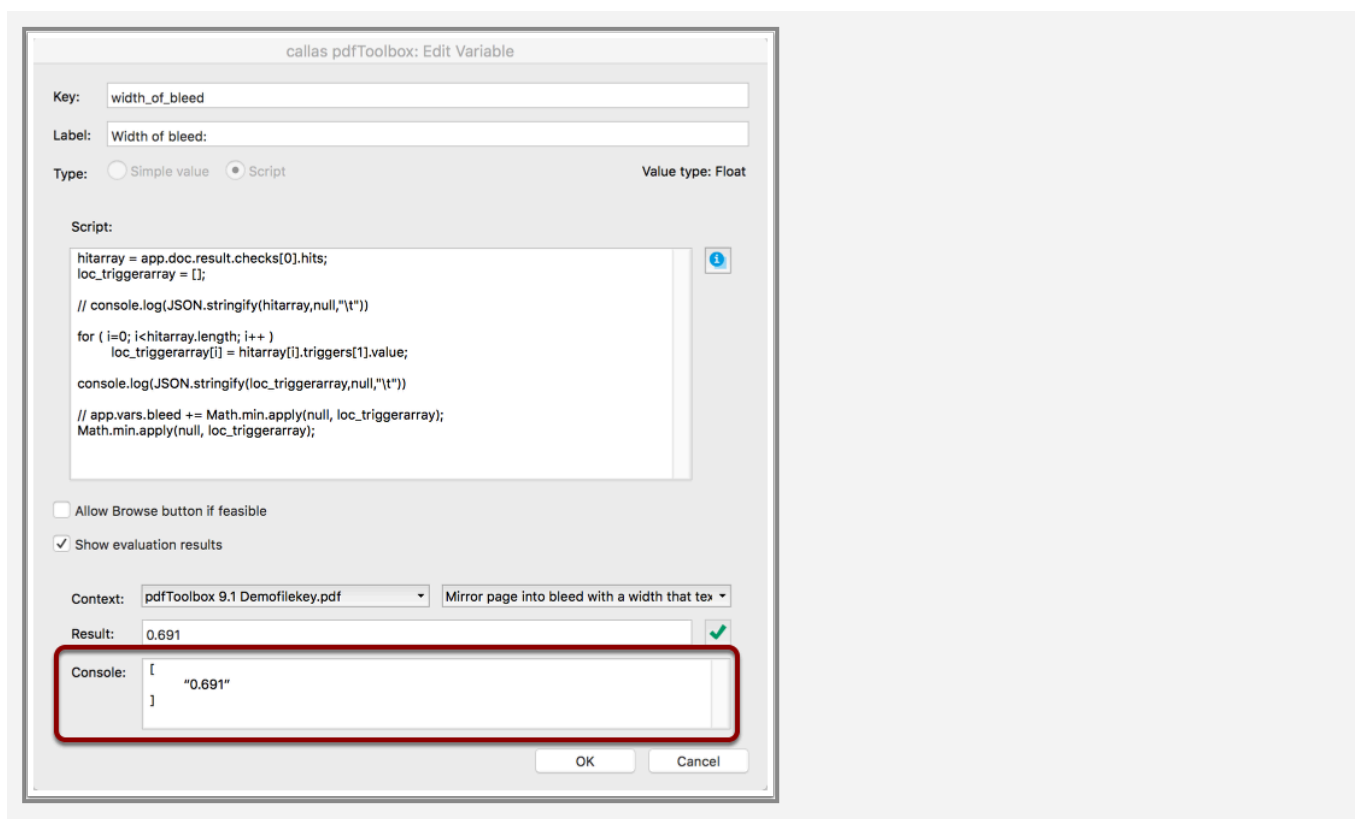 callas pdfToolbox: Edit Variable
Key: width_of_bleed
Label: Width of bleed:
Type: Simple value Script Value type: Float
Script:
hitarray = app.doc.result.checks[0].hits;
loc_triggerarray = [];
// console.log(JSON.stringify(hitarray,null,"\t"))
for ( i=0; i<hitarray.length; i++ )
loc_triggerarray[i] = hitarray[i].triggers[1].value;
console.log(JSON.stringify(loc_triggerarray,null,"\t"))
// app.vars.bleed += Math.min.apply(null, loc_triggerarray);
Math.min.apply(null, loc_triggerarray);
Allow Browse button if feasible
Show evaluation results
Context: pdfToolbox 9.1 Demofilekey.pdf Mirror page into bleed with a width that tex
Result: 0.691
Console: [
“0.691”
]
OK Cancel